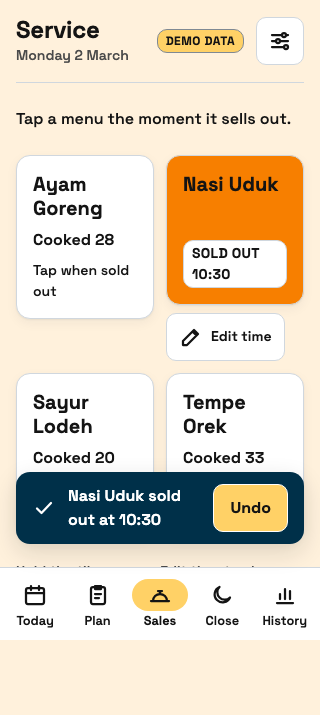 Service
Monday 2 March
DEMO DATA
Tap a menu the moment it sells out.
Ayam
Goreng
Cooked 28
Tap when sold
out
Nasi Uduk
SOLD OUT
10:30
Edit time
Sayur
Lodeh
Cooked 20
Tempe
Orek
Cooked 33
Nasi Uduk sold
out at 10:30
Undo
Today
Plan
Sales
Close
History